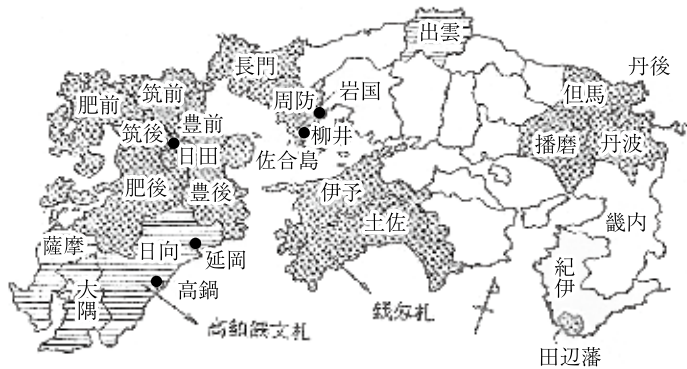 出雲
長門
丹後
但馬
岩国
周防
肥前
筑前
豊前
筑後
柳井
日田
佐合島
播磨
丹波
肥後
豊後
伊予
土佐
畿内
薩摩
日向
延岡
大隅
高鍋
紀伊
銭匁札
田辺藩